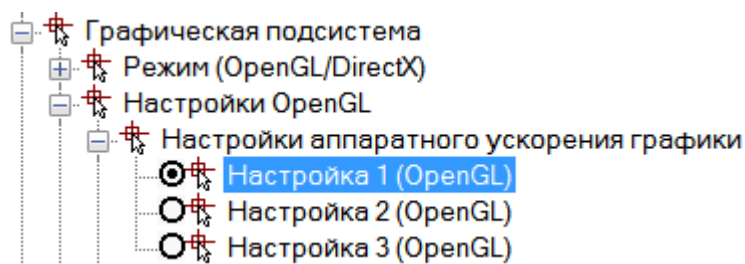 Графическая подсистема
Режим (OpenGL/DirectX)
Настройки OpenGL
Настройки аппаратного ускорения графики
Настройка 1 (OpenGL)
Настройка 2 (OpenGL)
Настройка 3 (OpenGL)